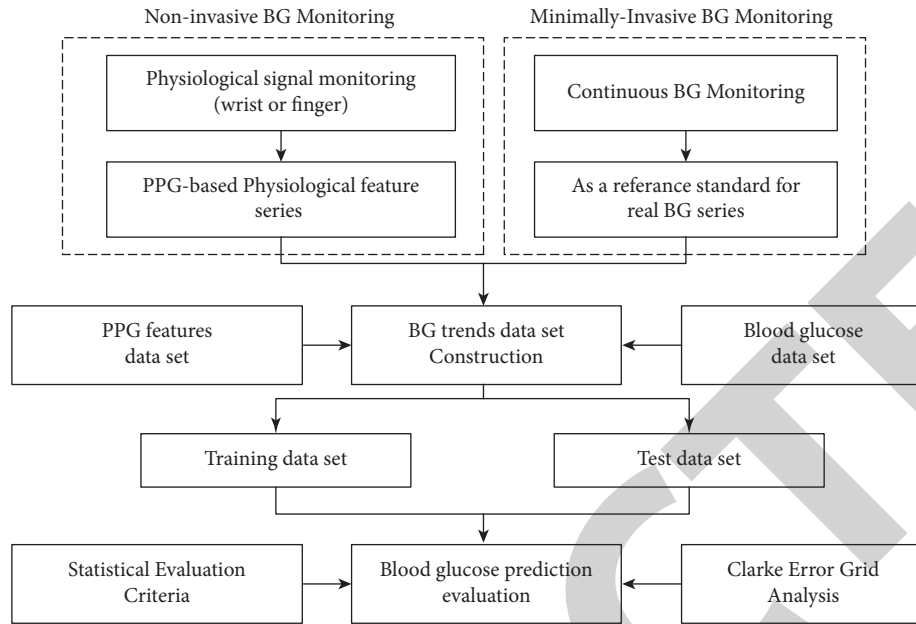 Non-invasive BG Monitoring
Minimally-Invasive BG Monitoring
Physiological signal monitoring
(wrist or finger)
Continuous BG Monitoring
PPG-based Physiological feature
series
As a referance standard for
real BG series
PPG features
data set
BG trends data set
Construction
Blood glucose
data set
Training data set
Test data set
Statistical Evaluation
Criteria
Blood glucose prediction
evaluation
Clarke Error Grid
Analysis